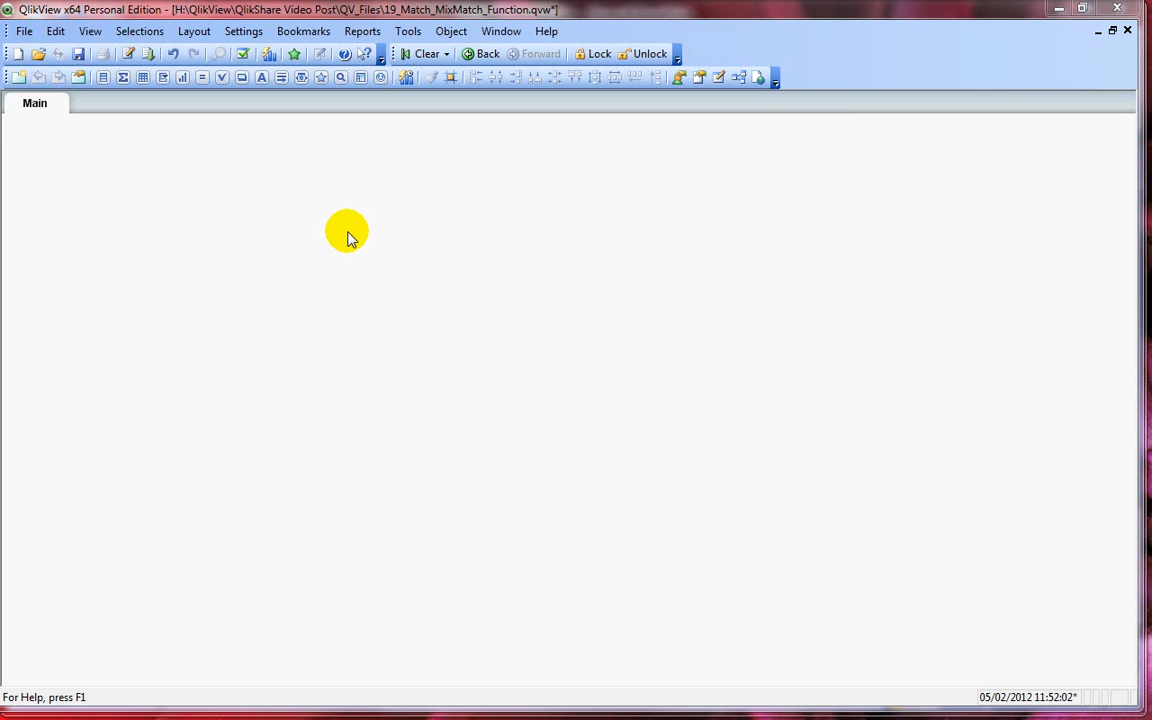 QlikView x64 Personal Edition - [H:\QlikView\QlikShare Video Post\QV_Files\19_Match_MixMatch_Function.qvw*]
File Edit View Selections Layout Settings Bookmarks Reports Tools Object Window Help
Clear Back Forward Lock Unlock
Main
For Help, press F1 05/02/2012 11:52:02*